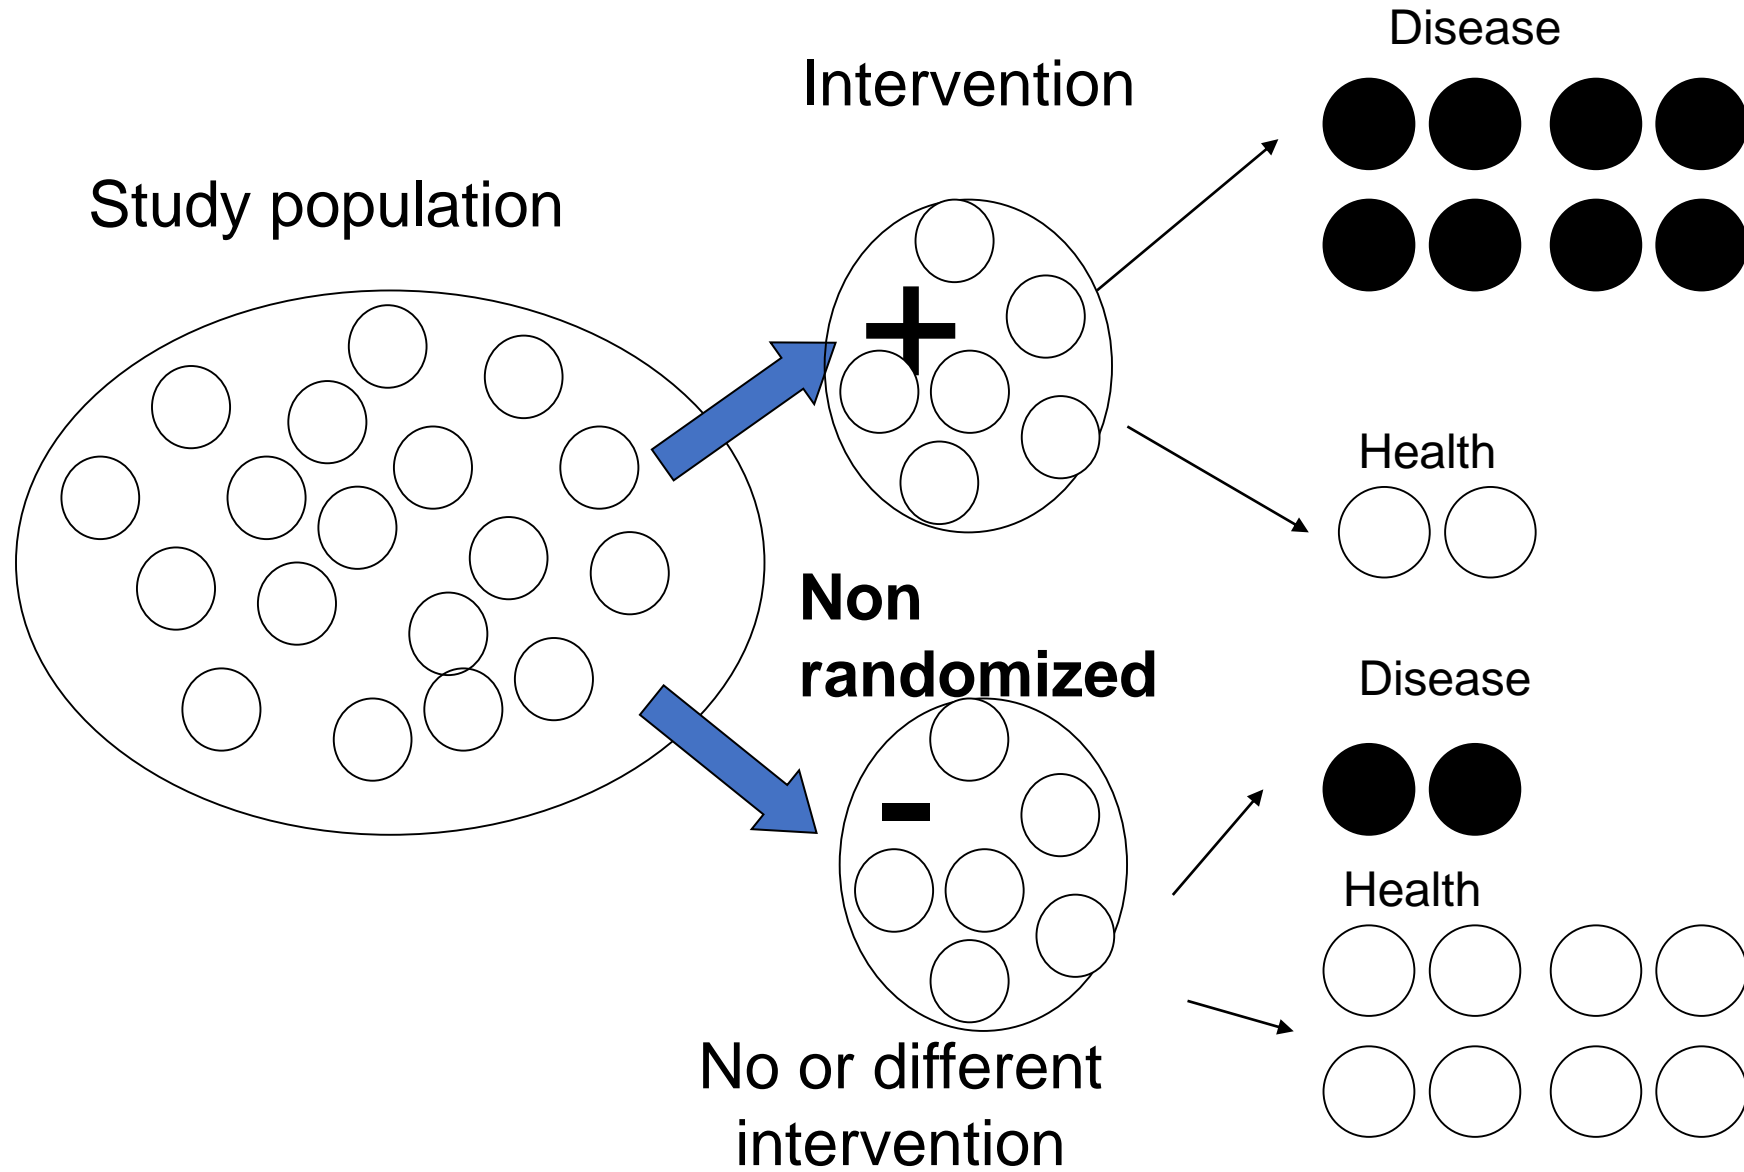 Disease
Intervention
Study population
+
Health
Non
randomized
Disease
-
Health
No or different
intervention